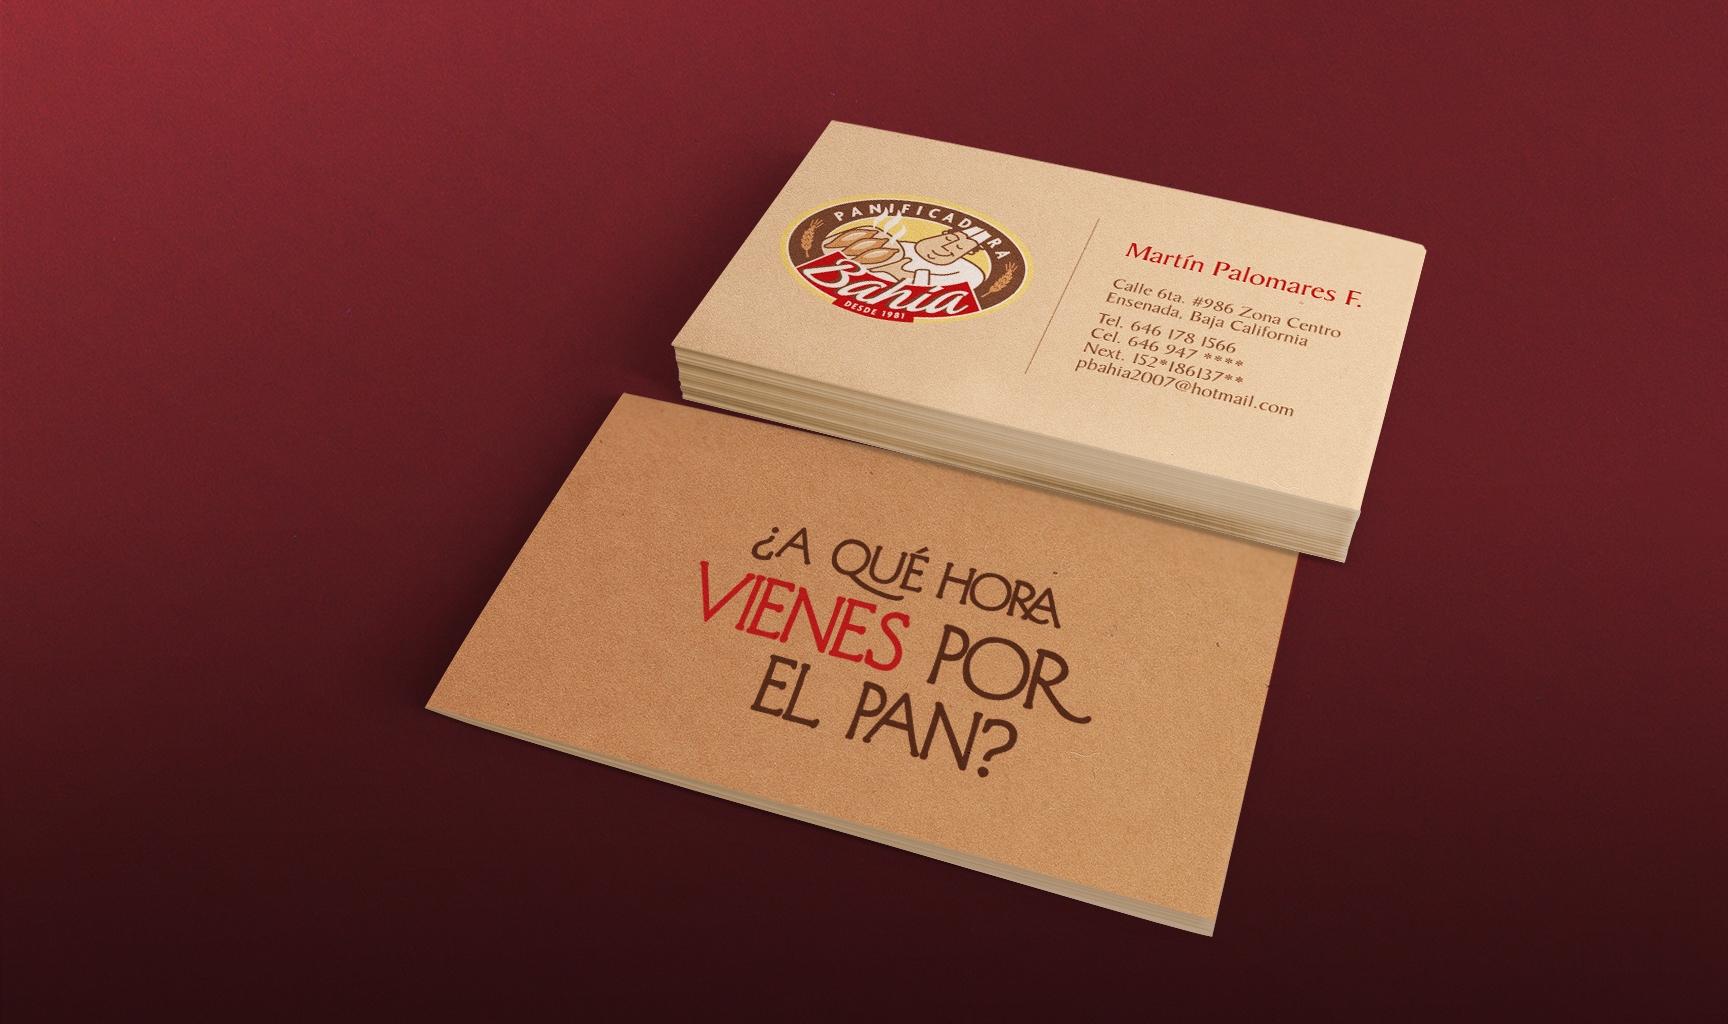 PANIFICADORA
Bahía
DESDE 1981
Martín Palomares F.
Calle 6ta. #986 Zona Centro
Ensenada, Baja California
Tel. 646 178 1566
Cel. 646 947 ****
Next. 152*186137**
pbahia2007@hotmail.com
¿A QUÉ HORA
VIENES POR
EL PAN?